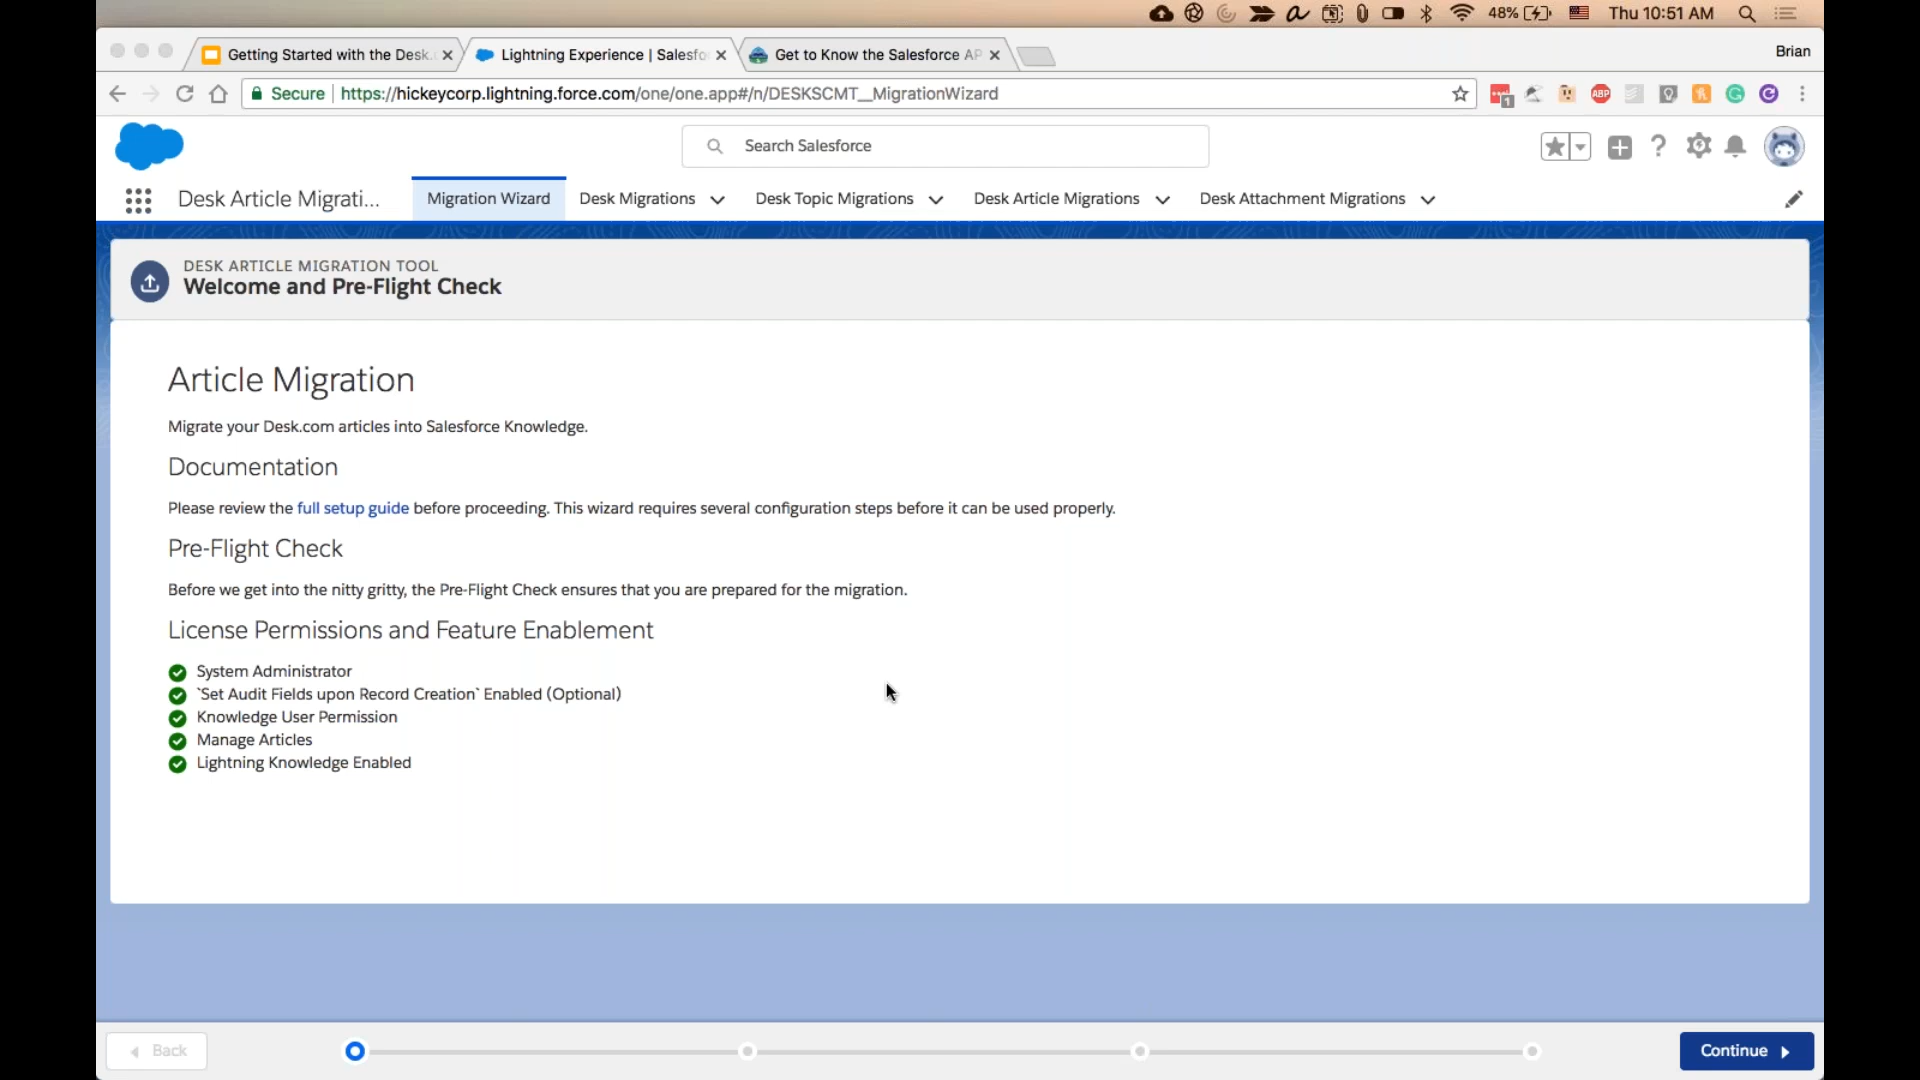 48%
Thu 10:51 AM
Getting Started with the Desk.
Lightning Experience | Salesfo
Get to Know the Salesforce AP
Brian
Secure
https://hickeycorp.lightning.force.com/one/one.app#/n/DESKSCMT__MigrationWizard
1
ABP
Search Salesforce
Desk Article Migrati...
Migration Wizard
Desk Migrations
Desk Topic Migrations
Desk Article Migrations
Desk Attachment Migrations
DESK ARTICLE MIGRATION TOOL
Welcome and Pre-Flight Check
Article Migration
Migrate your Desk.com articles into Salesforce Knowledge.
Documentation
Please review the full setup guide before proceeding. This wizard requires several configuration steps before it can be used properly.
Pre-Flight Check
Before we get into the nitty gritty, the Pre-Flight Check ensures that you are prepared for the migration.
License Permissions and Feature Enablement
System Administrator
`Set Audit Fields upon Record Creation` Enabled (Optional)
Knowledge User Permission
Manage Articles
Lightning Knowledge Enabled
Back
Continue